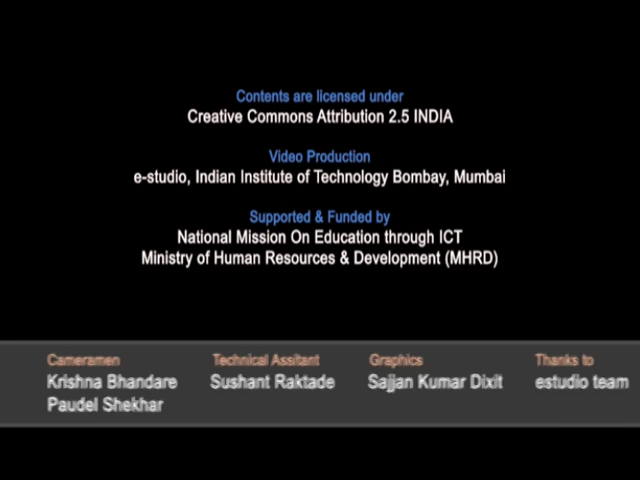 Contents are licensed under
Creative Commons Attribution 2.5 INDIA
Video Production
e-studio, Indian Institute of Technology Bombay, Mumbai
Supported & Funded by
National Mission On Education through ICT
Ministry of Human Resources & Development (MHRD)
Cameramen
Krishna Bhandare
Paudel Shekhar
Technical Assitant
Sushant Raktade
Graphics
Sajjan Kumar Dixit
Thanks to
estudio team